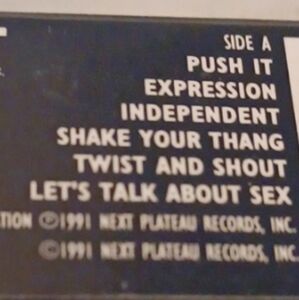 SIDE A
PUSH IT
EXPRESSION
INDEPENDENT
SHAKE YOUR THANG
TWIST AND SHOUT
LET'S TALK ABOUT SEX
TION ℗1991 NEXT PLATEAU RECORDS, INC.
©1991 NEXT PLATEAU RECORDS, INC.